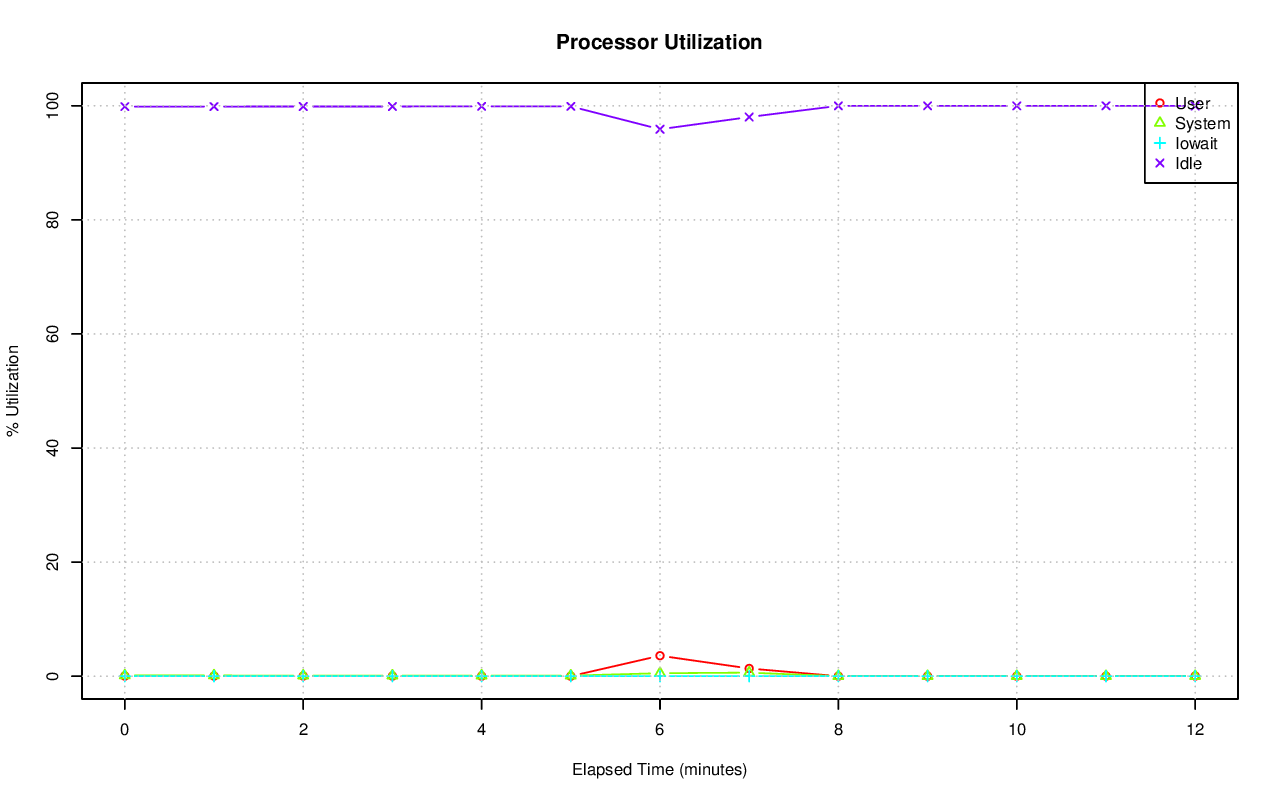 Processor Utilization
% Utilization
100
80
60
40
20
0
User
System
Iowait
Idle
0 2 4 6 8 10 12
Elapsed Time (minutes)